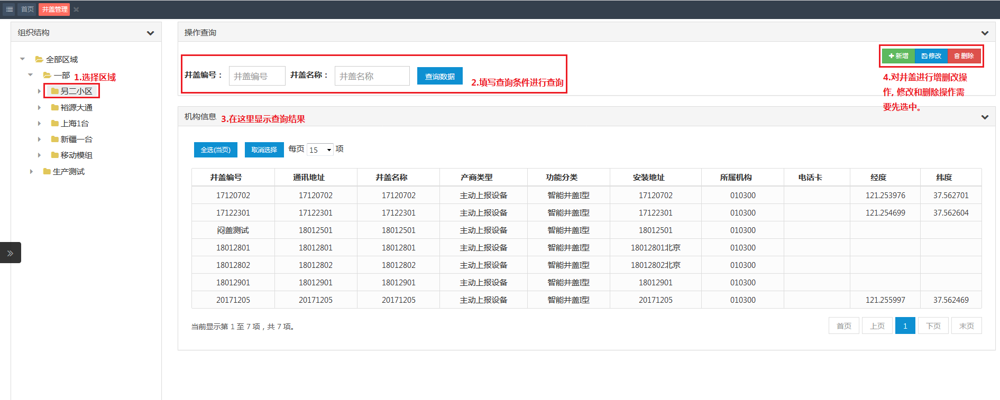 首页 井盖管理
组织结构
全部区域
一部 1.选择区域
另二小区
裕源大通
上海1台
新疆一台
移动模组
生产测试
操作查询
井盖编号： 井盖编号 井盖名称： 井盖名称 查询数据 2.填写查询条件进行查询
新增 修改 删除
4.对井盖进行增删改操
作, 修改和删除操作需
要先选中。
机构信息 3.在这里显示查询结果
全选(当页) 取消选择 每页 15 项
井盖编号 通讯地址 井盖名称 产商类型 功能分类 安装地址 所属机构 电话卡 经度 纬度
17120702 17120702 17120702 主动上报设备 智能井盖I型 17120702 010300 121.253976 37.562701
17122301 17122301 17122301 主动上报设备 智能井盖I型 17122301 010300 121.254699 37.562604
闷盖测试 18012501 18012501 主动上报设备 智能井盖I型 18012501 010300
18012801 18012801 18012801 主动上报设备 智能井盖I型 18012801北京 010300
18012802 18012802 18012802 主动上报设备 智能井盖I型 18012802北京 010300
18012901 18012901 18012901 主动上报设备 智能井盖I型 18012901 010300
20171205 20171205 20171205 主动上报设备 智能井盖I型 20171205 010300 121.255997 37.562469
当前显示第 1 至 7 项，共 7 项。
首页 上页 1 下页 末页